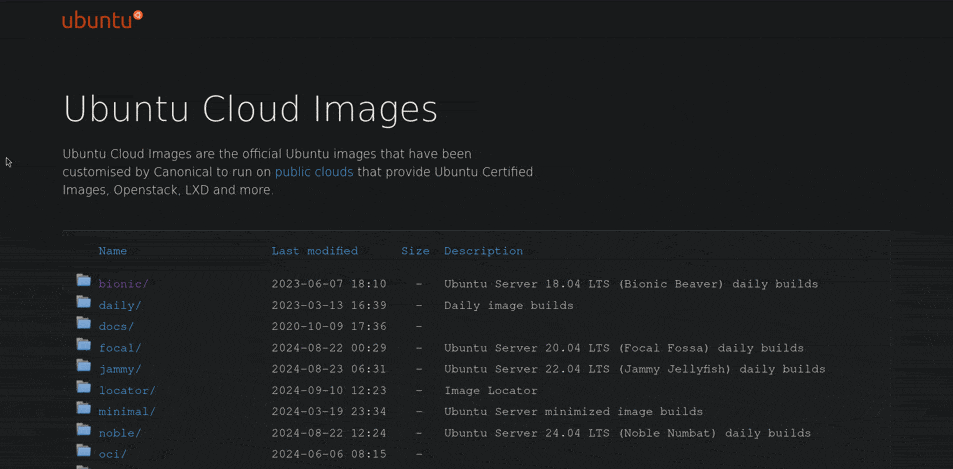 ubuntu
Ubuntu Cloud Images
Ubuntu Cloud Images are the official Ubuntu images that have been
customised by Canonical to run on public clouds that provide Ubuntu Certified
Images, Openstack, LXD and more.
Name Last modified Size Description
bionic/ 2023-06-07 18:10 - Ubuntu Server 18.04 LTS (Bionic Beaver) daily builds
daily/ 2023-03-13 16:39 - Daily image builds
docs/ 2020-10-09 17:36 -
focal/ 2024-08-22 00:29 - Ubuntu Server 20.04 LTS (Focal Fossa) daily builds
jammy/ 2024-08-23 06:31 - Ubuntu Server 22.04 LTS (Jammy Jellyfish) daily builds
locator/ 2024-09-10 12:23 - Image Locator
minimal/ 2024-03-19 23:34 - Ubuntu Server minimized image builds
noble/ 2024-08-22 12:24 - Ubuntu Server 24.04 LTS (Noble Numbat) daily builds
oci/ 2024-06-06 08:15 -